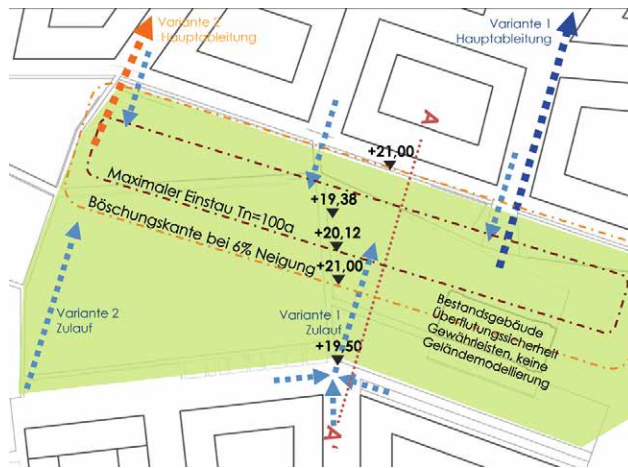 Variante 2
Hauptableitung
Variante 1
Hauptableitung
A
+21,00
Maximaler Einstau Tn=100a
+19,38
Böschungskante bei 6% Neigung
+20,12
+21,00
Variante 2
Zulauf
Variante 1
Zulauf
Bestandsgebäude
Überflutungssicherheit
Gewährleisten, keine
Geländemodellierung
+19,50
A'